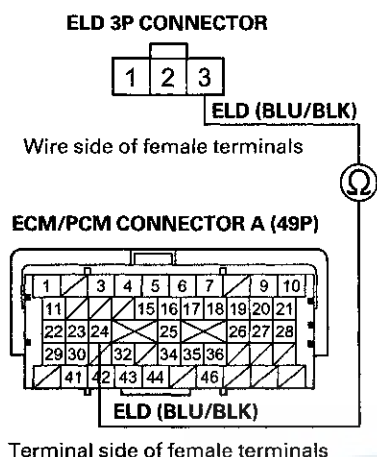 ELD 3P CONNECTOR
1 2 3
ELD (BLU/BLK)
Wire side of female terminals
Ω
ECM/PCM CONNECTOR A (49P)
1 3 4 5 6 7 9 10
11 15 16 17 18 19 20 21
22 23 24 25 26 27 28
29 30 32 34 35 36
41 42 43 44 46
ELD (BLU/BLK)
Terminal side of female terminals